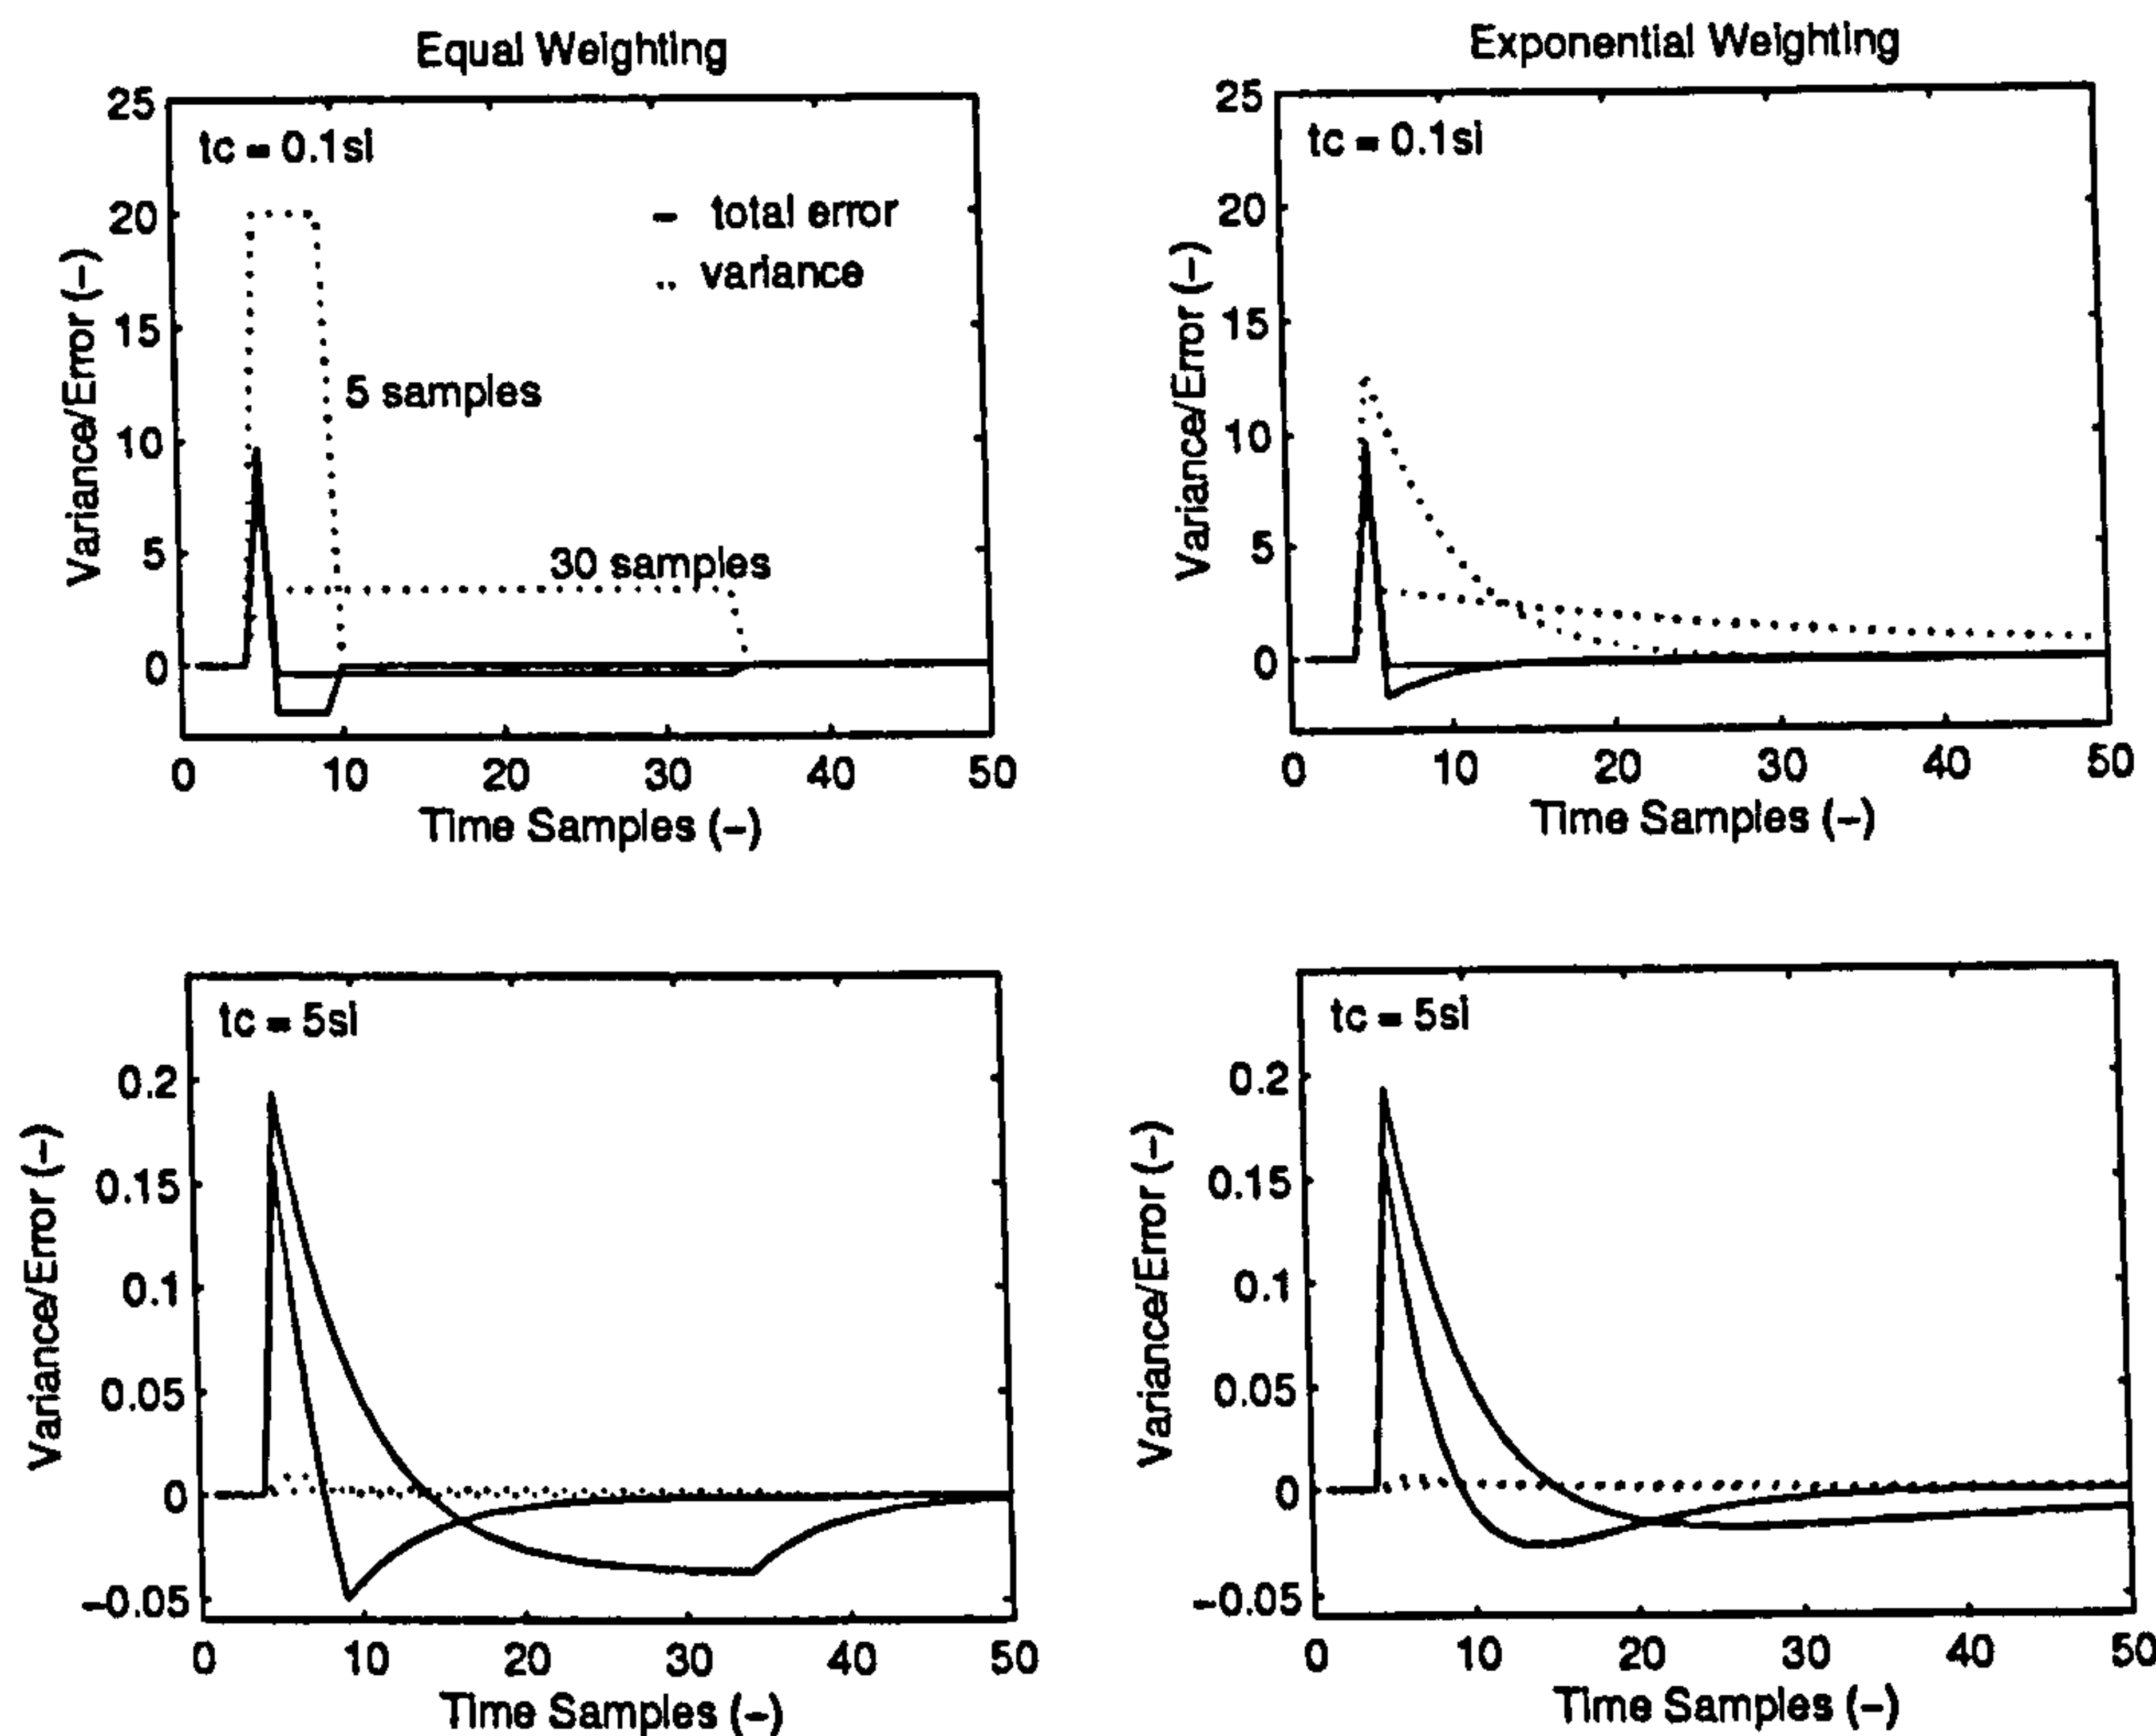 Equal Weighting
25
20
15
10
5
0
Variance/Error (–)
tc = 0.1si
– total error
.. variance
5 samples
30 samples
0 10 20 30 40 50
Time Samples (–)
Exponential Weighting
25
20
15
10
5
0
Variance/Error (–)
tc = 0.1si
0 10 20 30 40 50
Time Samples (–)
tc = 5si
0.2
0.15
0.1
0.05
0
–0.05
Variance/Error (–)
0 10 20 30 40 50
Time Samples (–)
tc = 5si
0.2
0.15
0.1
0.05
0
–0.05
Variance/Error (–)
0 10 20 30 40 50
Time Samples (–)